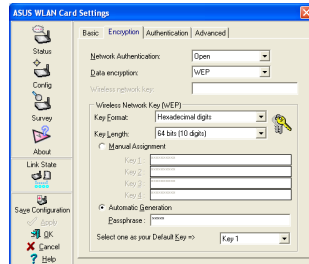 ASUS WLAN Card Settings
Status
Config
Survey
About
Link State
Save Configuration
Apply
OK
Cancel
Help
Basic Encryption Authentication Advanced
Network Authentication: Open
Data encryption: WEP
Wireless network key:
Wireless Network Key (WEP)
Key Format: Hexadecimal digits
Key Length: 64 bits (10 digits)
Manual Assignment
Key 1
Key 2
Key 3
Key 4
Automatic Generation
Passphrase :
Select one as your Default Key => Key 1